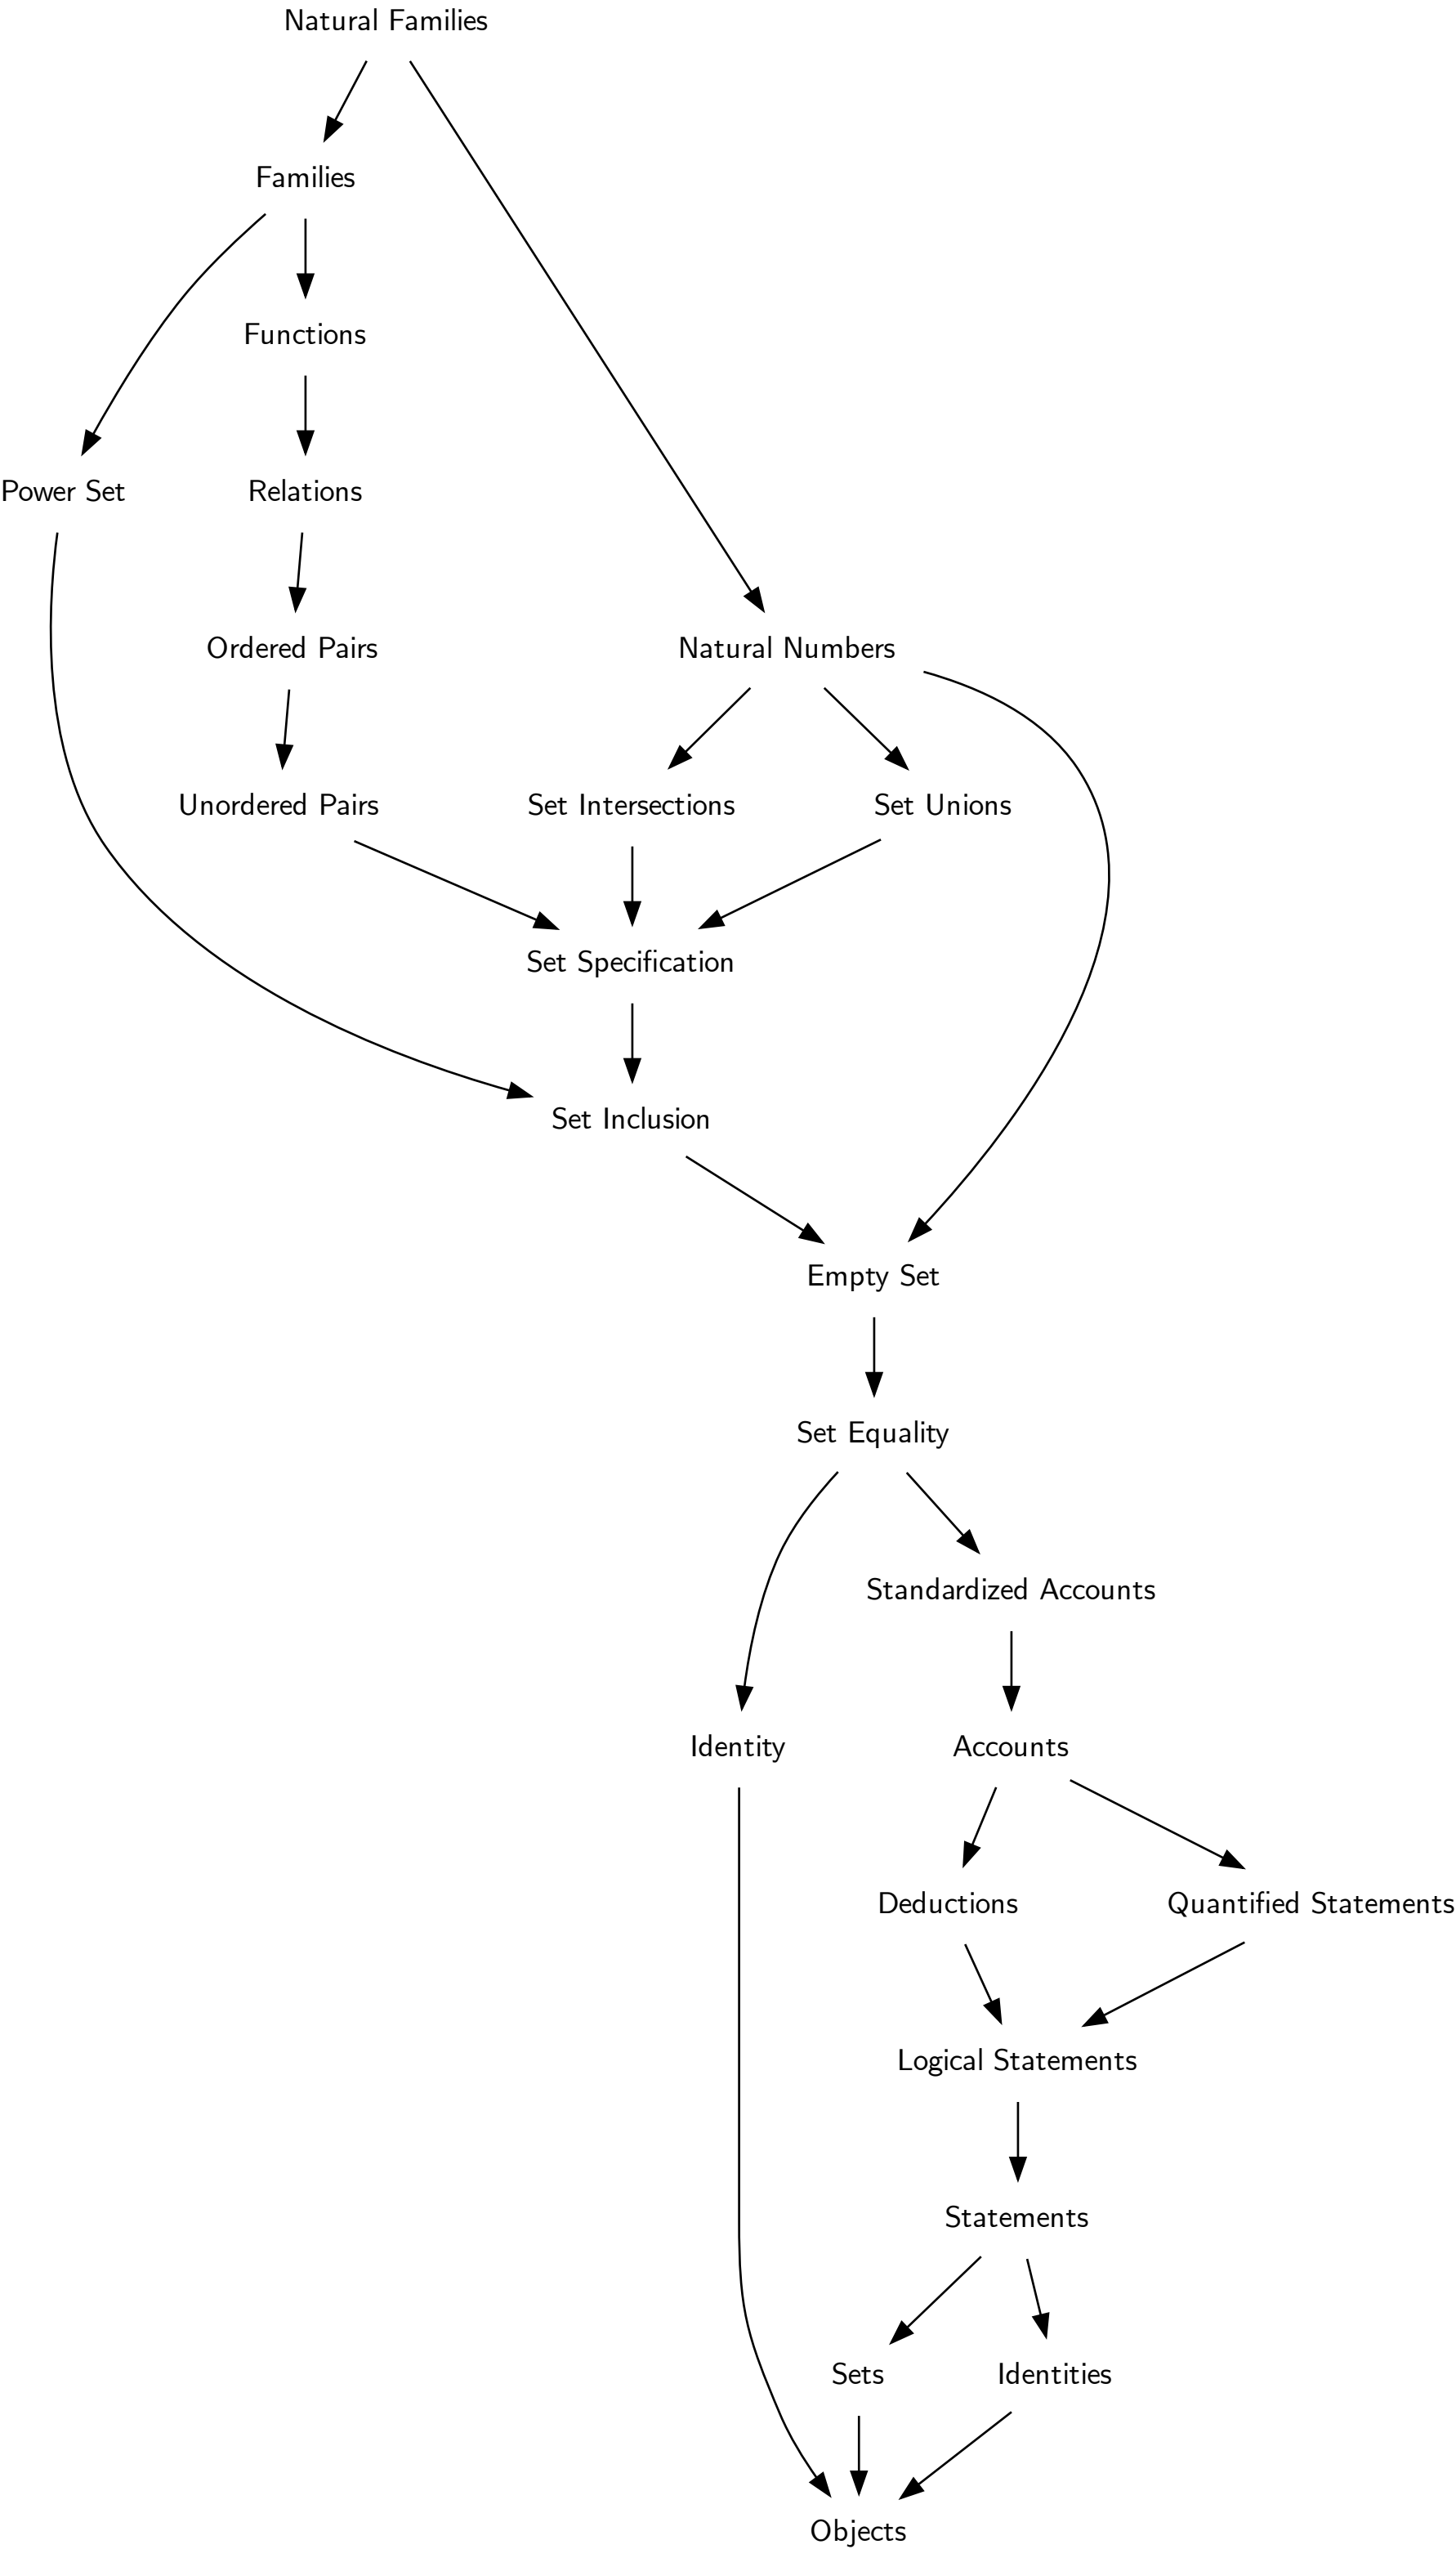 Natural Families
Families
Functions
Power Set
Relations
Ordered Pairs
Natural Numbers
Unordered Pairs
Set Intersections
Set Unions
Set Specification
Set Inclusion
Empty Set
Set Equality
Standardized Accounts
Identity
Accounts
Deductions
Quantified Statements
Logical Statements
Statements
Sets
Identities
Objects